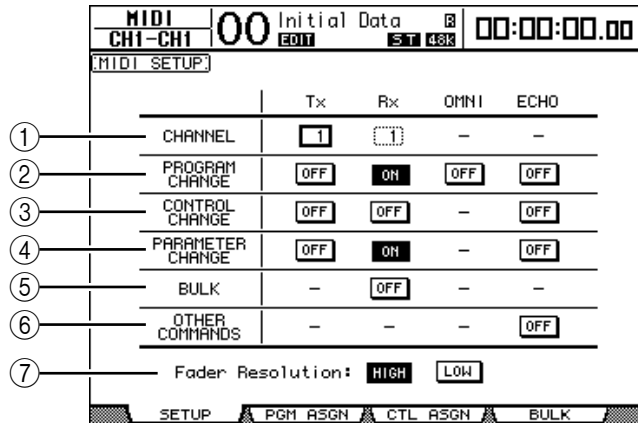 MIDI
CH1-CH1
00 Initial Data R
EDIT ST 48k
00:00:00.00
MIDI SETUP
Tx Rx OMNI ECHO
1 CHANNEL 1 1 – –
2 PROGRAM CHANGE OFF ON OFF OFF
3 CONTROL CHANGE OFF OFF – OFF
4 PARAMETER CHANGE OFF ON – OFF
5 BULK – OFF – –
6 OTHER COMMANDS – – – OFF
7 Fader Resolution: HIGH LOW
SETUP PGM ASGN CTL ASGN BULK